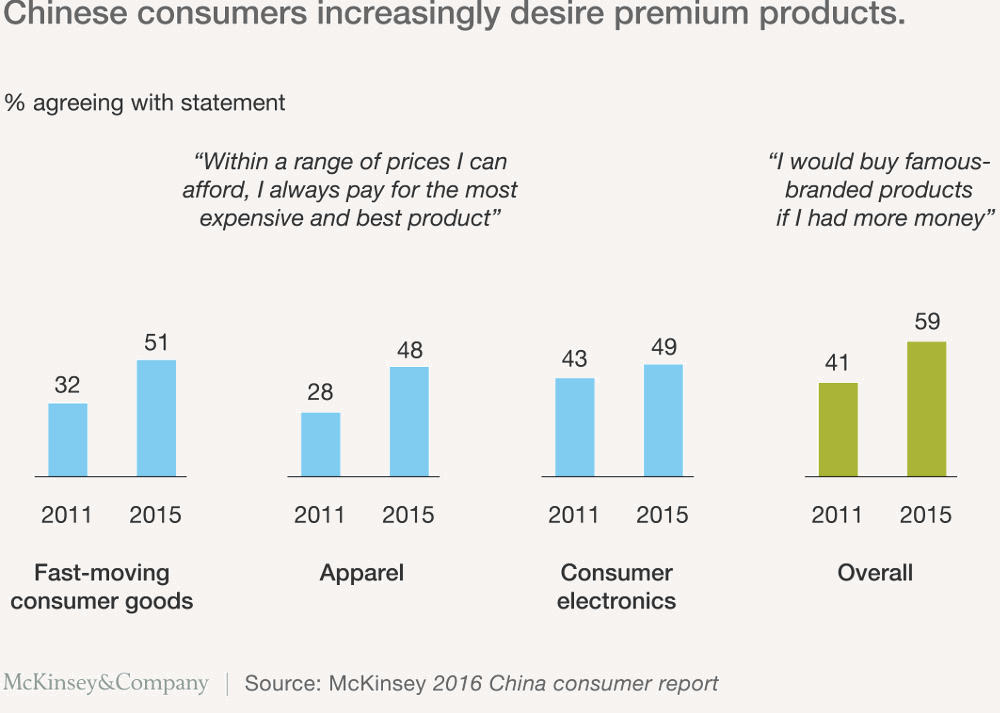 Chinese consumers increasingly desire premium products.
% agreeing with statement
“Within a range of prices I can
afford, I always pay for the most
expensive and best product”
“I would buy famous-
branded products
if I had more money”
32
51
2011
2015
Fast-moving
consumer goods
28
48
2011
2015
Apparel
43
49
2011
2015
Consumer
electronics
41
59
2011
2015
Overall
McKinsey&Company | Source: McKinsey 2016 China consumer report